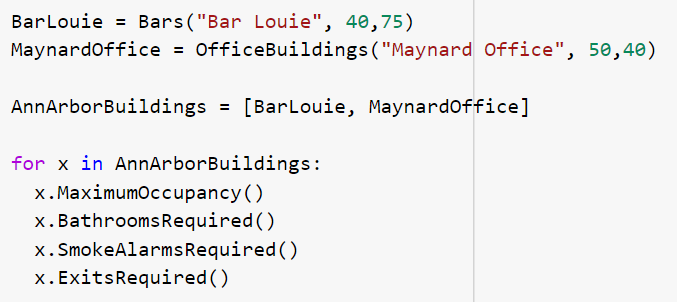 BarLouie = Bars("Bar Louie", 40,75)
MaynardOffice = OfficeBuildings("Maynard Office", 50,40)
AnnArborBuildings = [BarLouie, MaynardOffice]
for x in AnnArborBuildings:
  x.MaximumOccupancy()
  x.BathroomsRequired()
  x.SmokeAlarmsRequired()
  x.ExitsRequired()